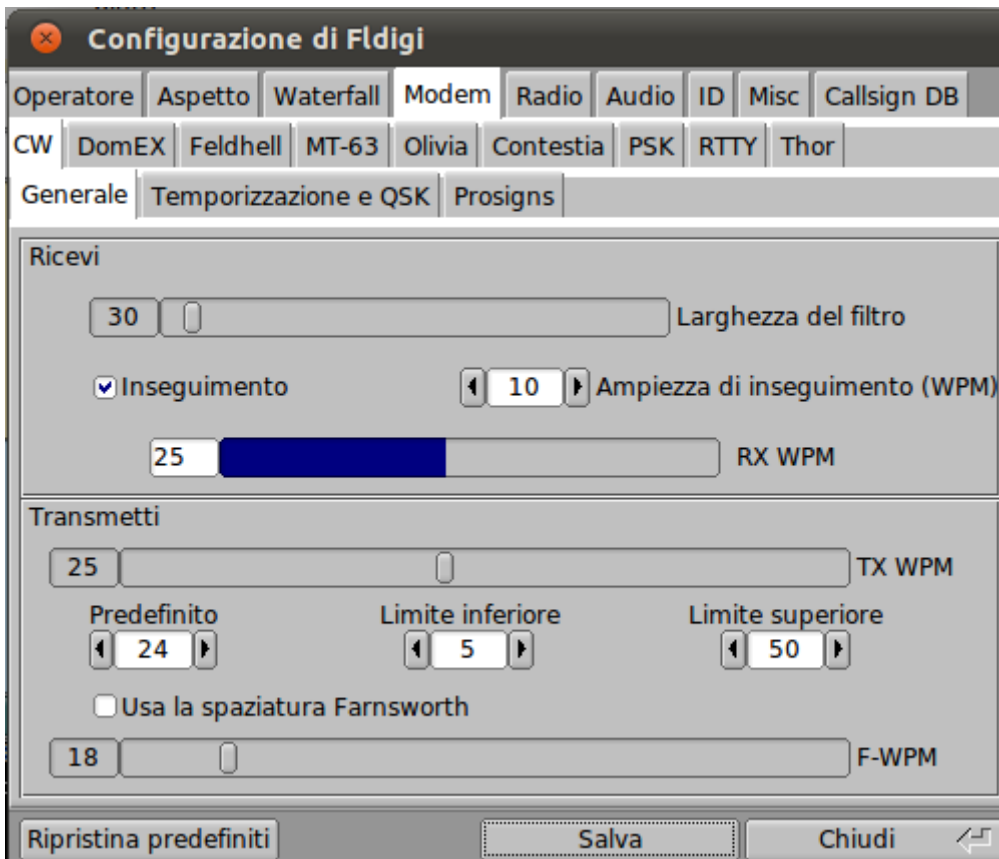 Configurazione di Fldigi
Operatore Aspetto Waterfall Modem Radio Audio ID Misc Callsign DB
CW DomEX Feldhell MT-63 Olivia Contestia PSK RTTY Thor
Generale Temporizzazione e QSK Prosigns
Ricevi
30 Larghezza del filtro
Inseguimento 10 Ampiezza di inseguimento (WPM)
25 RX WPM
Transmetti
25 TX WPM
Predefinito Limite inferiore Limite superiore
24 5 50
Usa la spaziatura Farnsworth
18 F-WPM
Ripristina predefiniti Salva Chiudi